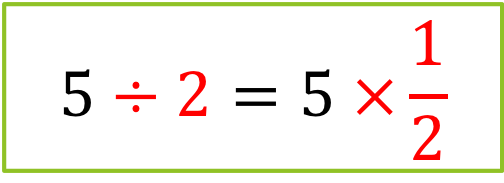 5 ÷ 2 = 5 × 1/2